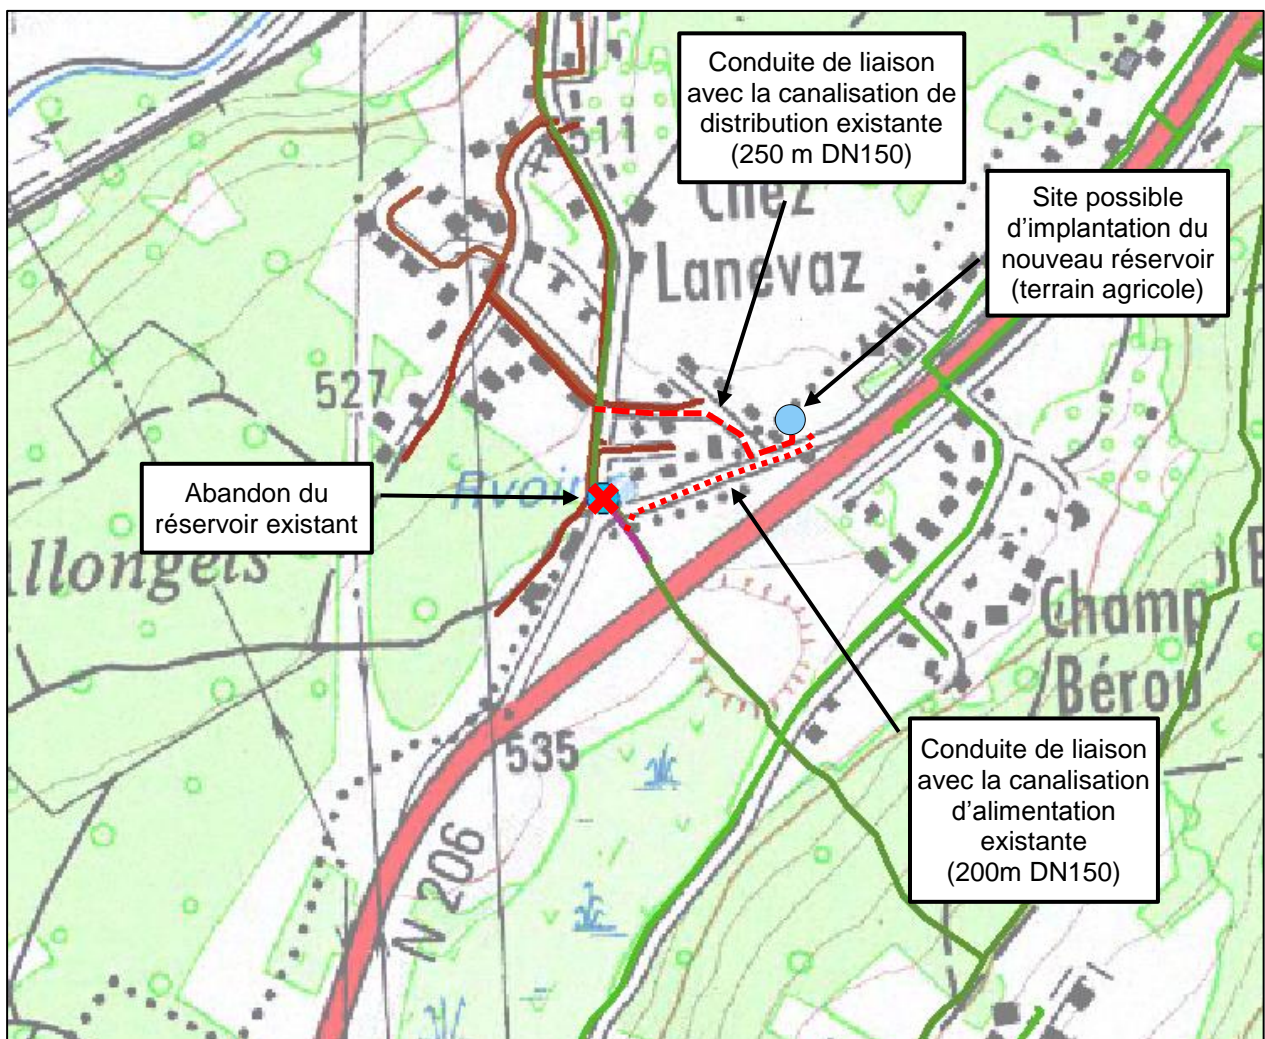 Conduite de liaison
avec la canalisation de
distribution existante
(250 m DN150)
511
Chez
Lanevaz
Site possible
d'implantation du
nouveau réservoir
(terrain agricole)
527
Abandon du
réservoir existant
Champ
Bérou
535
N 206
Conduite de liaison
avec la canalisation
d'alimentation
existante
(200m DN150)